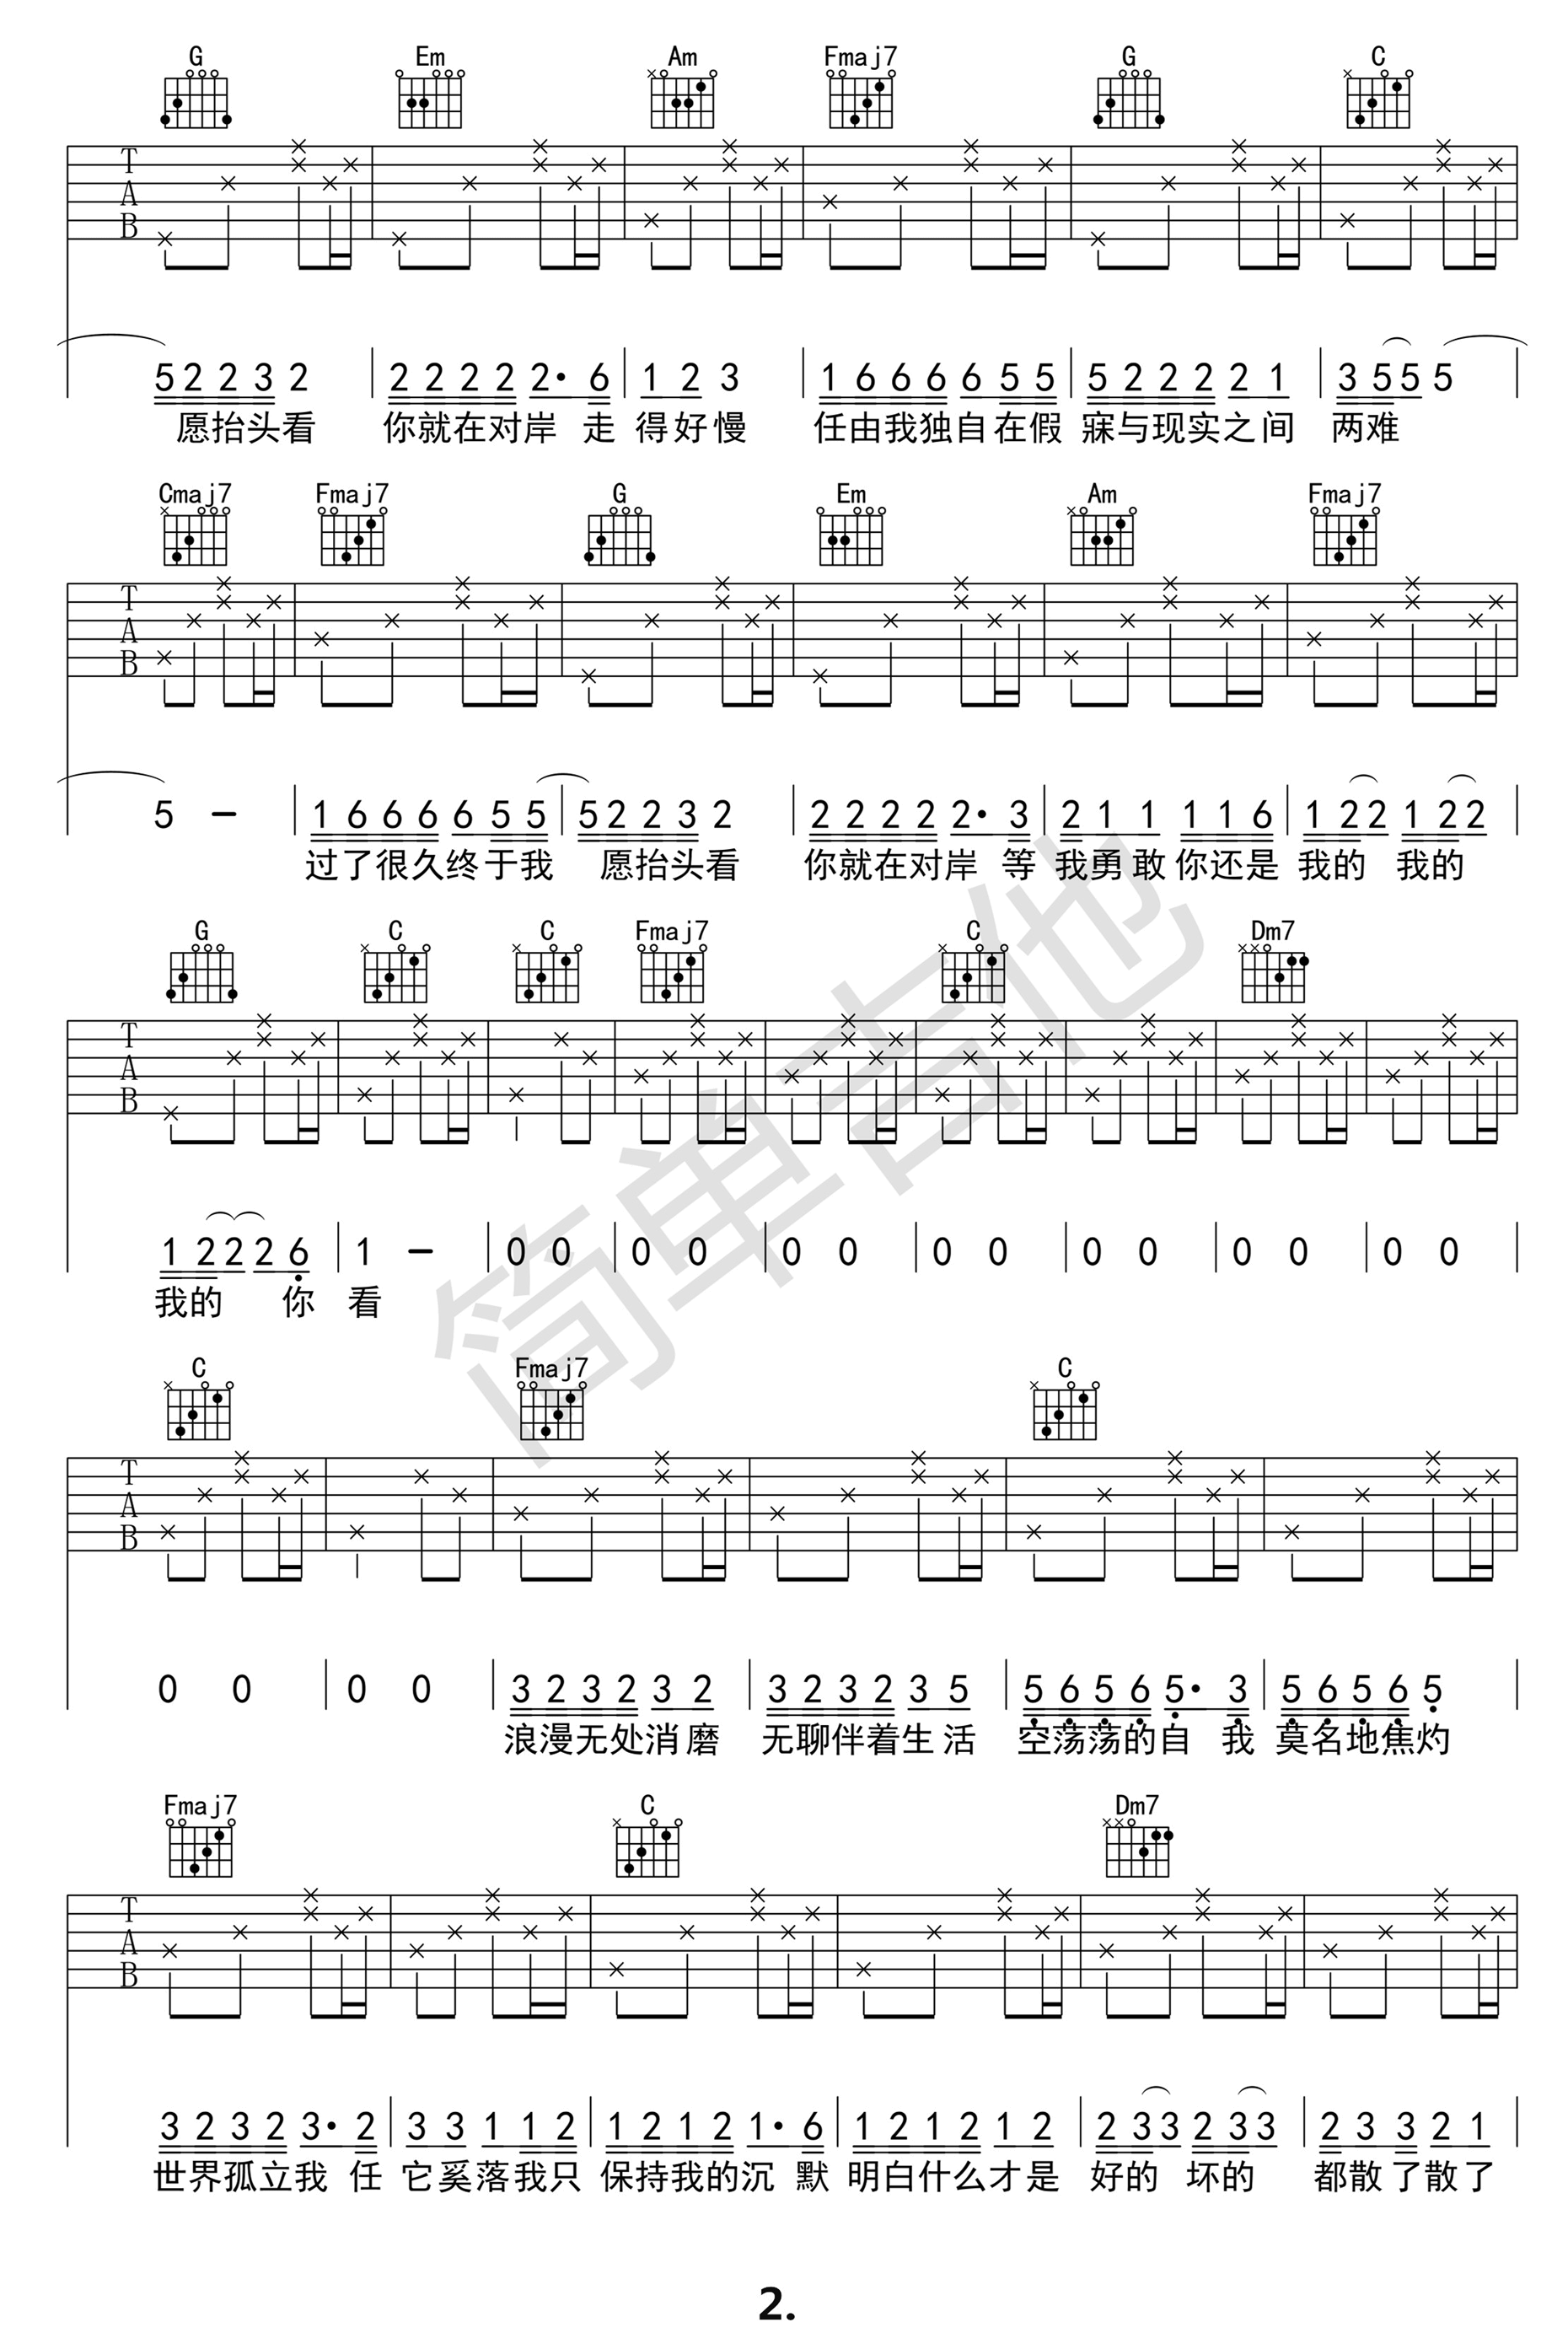 G Em Am Fmaj7 G C
T
A
B
5 2 2 3 2 | 2 2 2 2 2· 6 | 1 2 3 | 1 6 6 6 6 5 5 | 5 2 2 2 2 1 | 3 5 5 5 |
愿抬头看 你就在对岸 走 得好慢 任由我独自在假 寐与现实之间 两难
Cmaj7 Fmaj7 G Em Am Fmaj7
T
A
B
5 – | 1 6 6 6 6 5 5 | 5 2 2 3 2 | 2 2 2 2 2· 3 | 2 1 1 1 1 6 | 1 2 2 1 2 2 |
过了很久终于我 愿抬头看 你就在对岸 等 我勇敢你还是 我的 我的
G C C Fmaj7 C Dm7
T
A
B
1 2 2 2 6 | 1 – | 0 0 | 0 0 | 0 0 | 0 0 | 0 0 | 0 0 | 0 0 |
我的 你 看
简单吉他
C Fmaj7 C
T
A
B
0 0 | 0 0 | 3 2 3 2 3 2 | 3 2 3 2 3 5 | 5 6 5 6 5· 3 | 5 6 5 6 5 |
浪漫无处消磨 无聊伴着生活 空荡荡的自 我 莫名地焦灼
Fmaj7 C Dm7
T
A
B
3 2 3 2 3· 2 | 3 3 1 1 2 | 1 2 1 2 1· 6 | 1 2 1 2 1 2 | 2 3 3 2 3 3 | 2 3 3 2 1 |
世界孤立我 任 它奚落我只 保持我的沉 默 明白什么才是 好的 坏的 都散了散了
2.